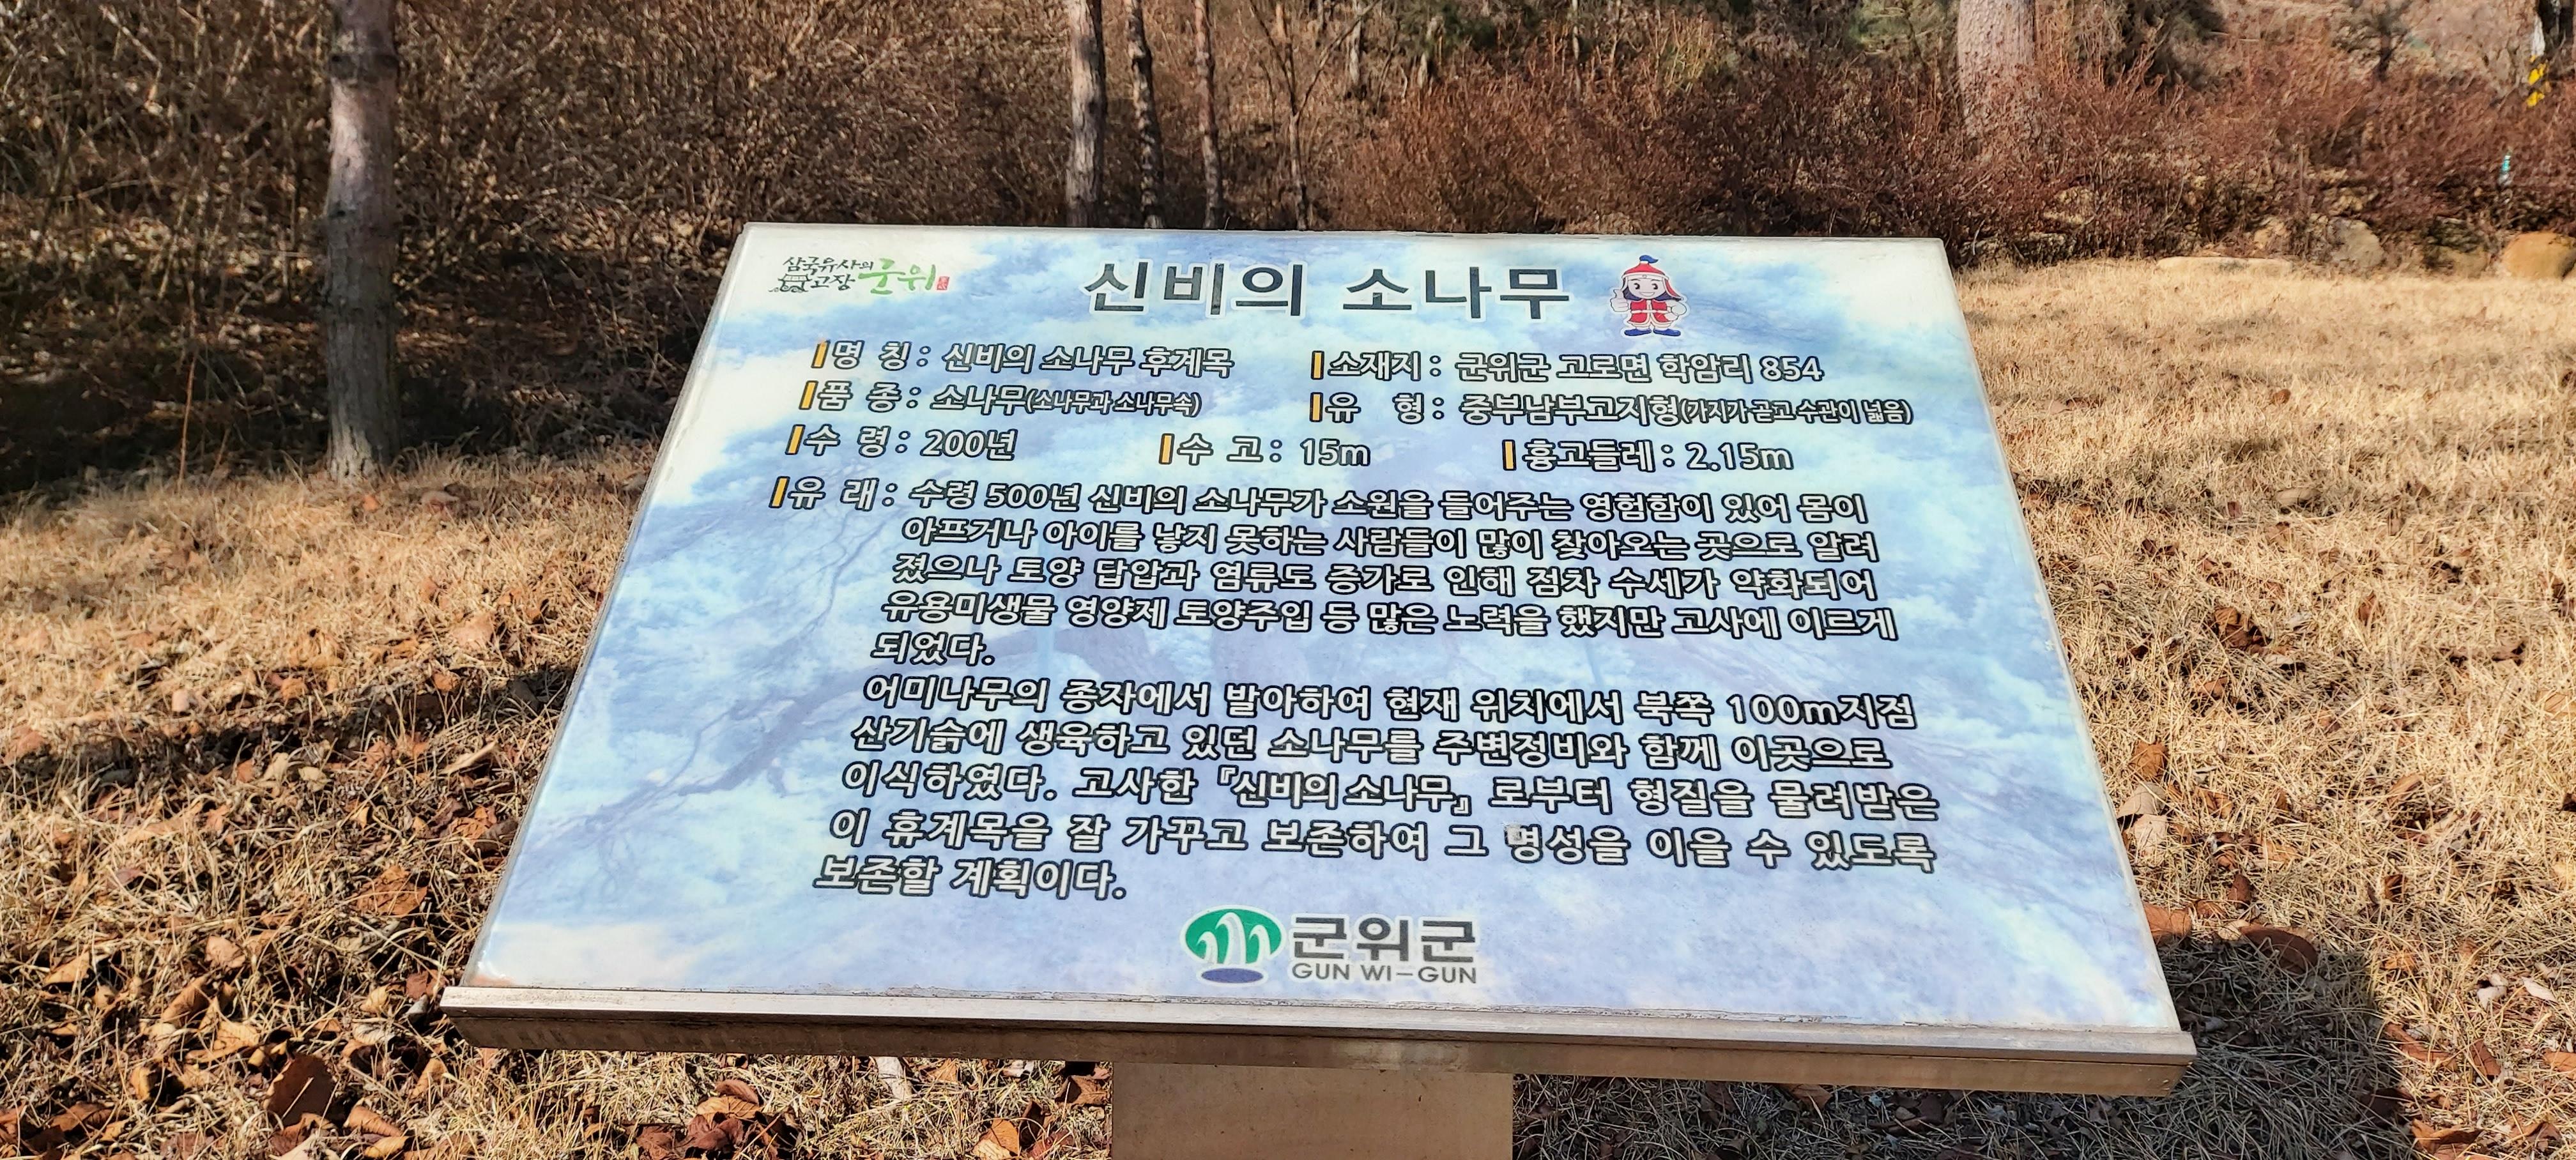 삼국유사의
고장 군위
신비의 소나무
명 칭 : 신비의 소나무 후계목
소재지 : 군위군 고로면 학암리 854
품 종 : 소나무(소나무과 소나무속)
유 형 : 중부남부고지형(가지가 곧고 수관이 넓음)
수 령 : 200년
수 고 : 15m
흉고들레 : 2.15m
유 래 : 수령 500년 신비의 소나무가 소원을 들어주는 영험함이 있어 몸이
아프거나 아이를 낳지 못하는 사람들이 많이 찾아오는 곳으로 알려
졌으나 토양 답압과 염류도 증가로 인해 점차 수세가 약화되어
유용미생물 영양제 토양주입 등 많은 노력을 했지만 고사에 이르게
되었다.
어미나무의 종자에서 발아하여 현재 위치에서 북쪽 100m지점
산기슭에 생육하고 있던 소나무를 주변정비와 함께 이곳으로
이식하였다. 고사한 『신비의 소나무』 로부터 형질을 물려받은
이 휴계목을 잘 가꾸고 보존하여 그 명성을 이을 수 있도록
보존할 계획이다.
군위군
GUN WI-GUN